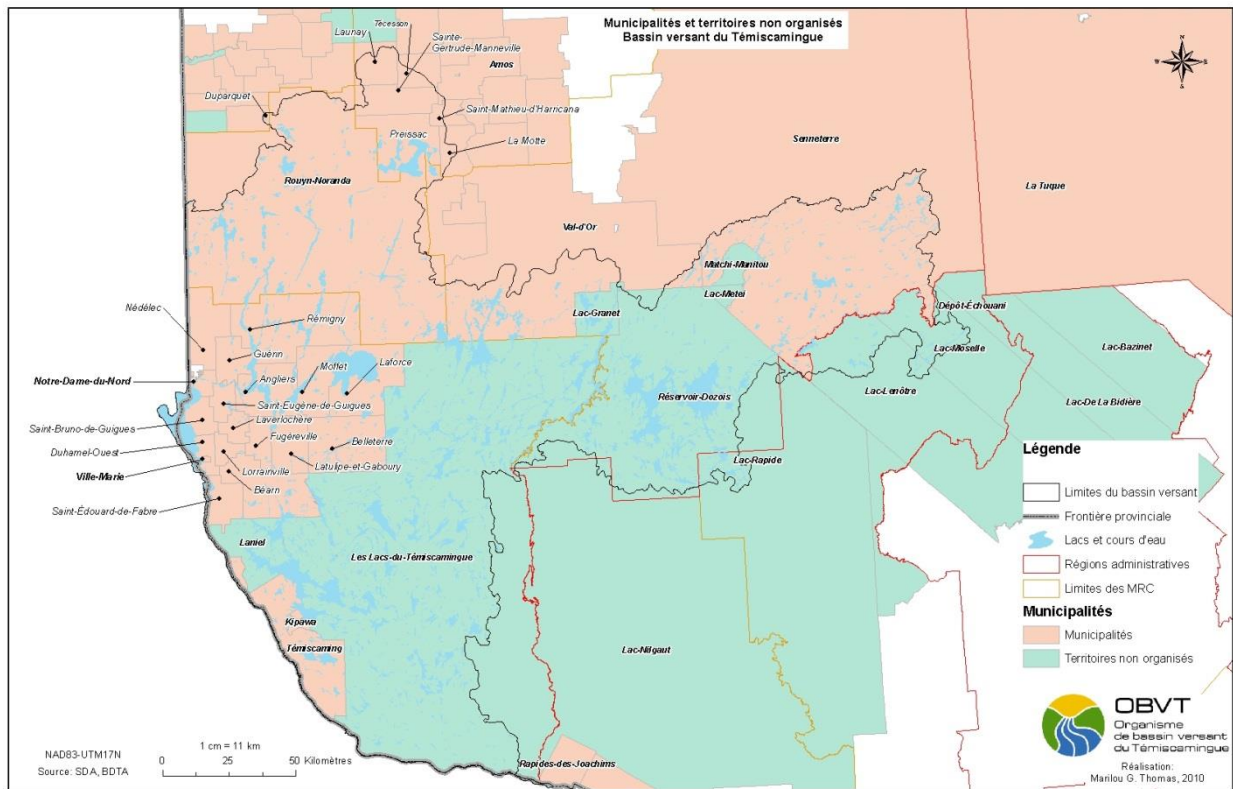 Municipalités et territoires non organisés
Bassin versant du Témiscamingue
Launay
Tècesson
Sainte-
Gertrude-Manneville
Amos
Duparquet
Saint-Mathieu-d'Harricana
Preissac
La Motte
Senneterre
Rouyn-Noranda
La Tuque
Val-d'Or
Matchi-Manitou
Lac-Metei
Dépôt-Échouani
Nédélec
Rémigny
Lac-Granet
Lac-Moselle
Lac-Bazinet
Guérin
Moffet
Laforce
Notre-Dame-du-Nord
Angliers
Réservoir-Dozois
Lac-Lenôtre
Lac-De La Bidière
Saint-Eugène-de-Guigues
Saint-Bruno-de-Guigues
Laverlochère
Duhamel-Ouest
Fugèreville
Belleterre
Ville-Marie
Lorrainville
Latulipe-et-Gaboury
Lac-Rapide
Béarn
Saint-Édouard-de-Fabre
Laniel
Les Lacs-du-Témiscamingue
Kipawa
Témiscaming
Lac-Nilgaut
Rapides-des-Joachims
Légende
Limites du bassin versant
Frontière provinciale
Lacs et cours d'eau
Régions administratives
Limites des MRC
Municipalités
Municipalités
Territoires non organisés
NAD83-UTM17N
Source: SDA, BDTA
1 cm = 11 km
0 25 50 Kilomètres
OBVT
Organisme
de bassin versant
du Témiscamingue
Réalisation:
Marilou G. Thomas, 2010